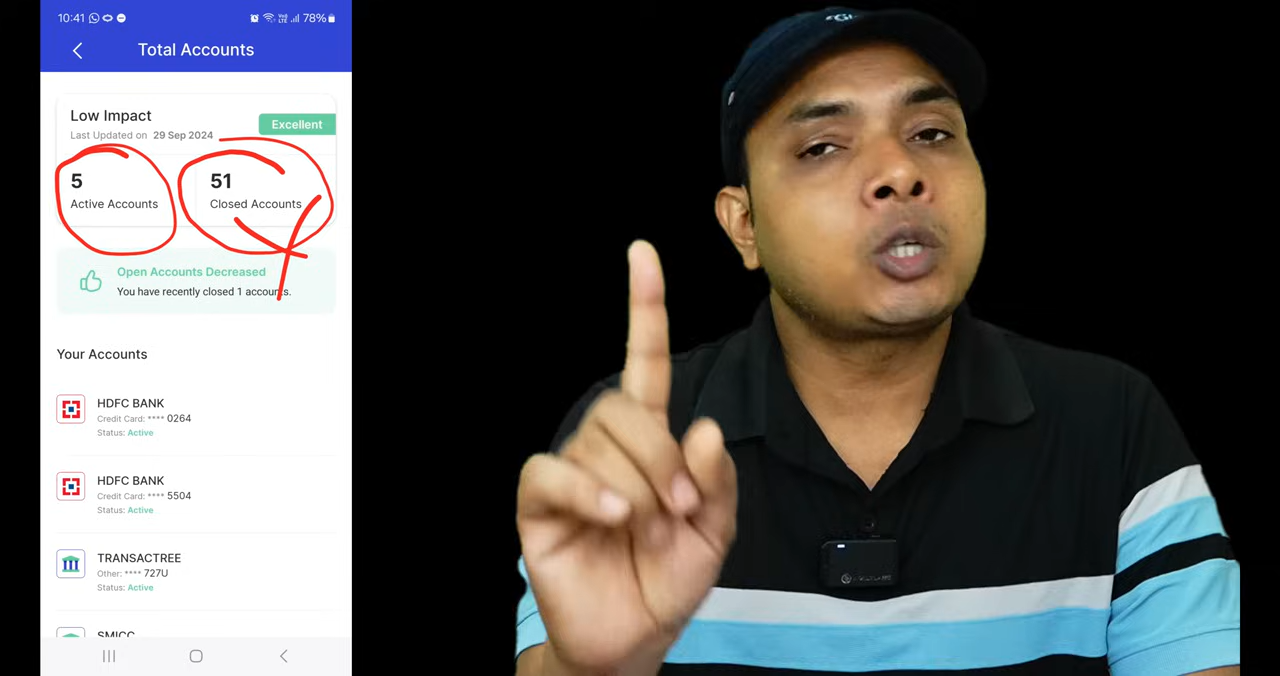 10:41 78%
Total Accounts
Low Impact
Last Updated on 29 Sep 2024
Excellent
5
Active Accounts
51
Closed Accounts
Open Accounts Decreased
You have recently closed 1 accounts.
Your Accounts
HDFC BANK
Credit Card: **** 0264
Status: Active
HDFC BANK
Credit Card: **** 5504
Status: Active
TRANSACTREE
Other: **** 727U
Status: Active
SMICC